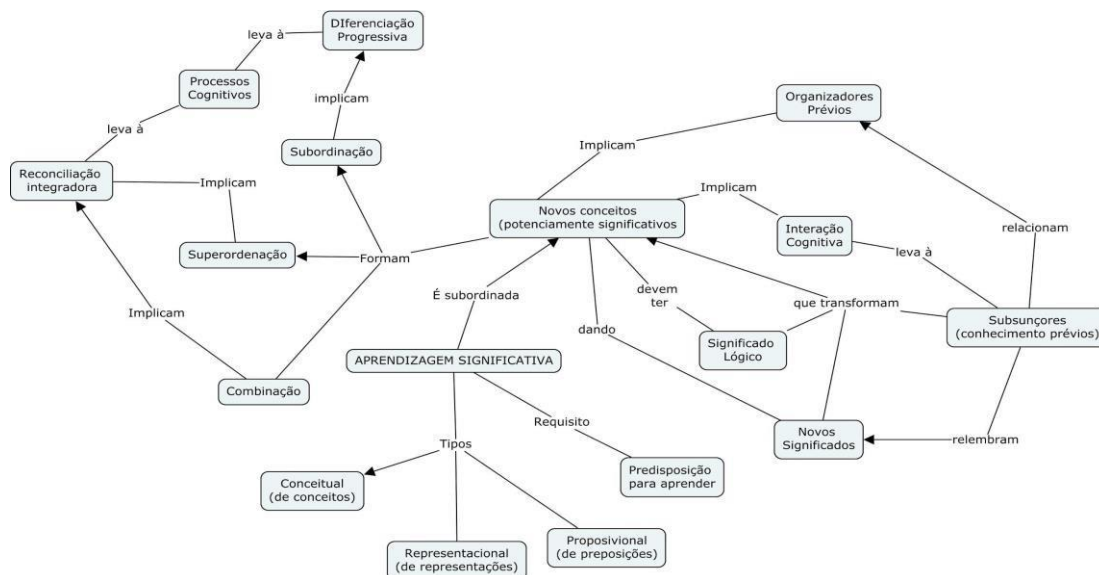 DIferenciação
Progressiva
leva à
Processos
Cognitivos
implicam
leva à
Subordinação
Reconciliação
integradora
Implicam
Superordenação
Formam
Implicam
Combinação
Organizadores
Prévios
Implicam
Novos conceitos
(potenciamente significativos
Implicam
Interação
Cognitiva
relacionam
leva à
É subordinada
devem
ter
que transformam
dando
Significado
Lógico
Subsunçores
(conhecimento prévios)
APRENDIZAGEM SIGNIFICATIVA
Requisito
Novos
Significados
relembram
Tipos
Predisposição
para aprender
Conceitual
(de conceitos)
Representacional
(de representações)
Proposivional
(de preposições)